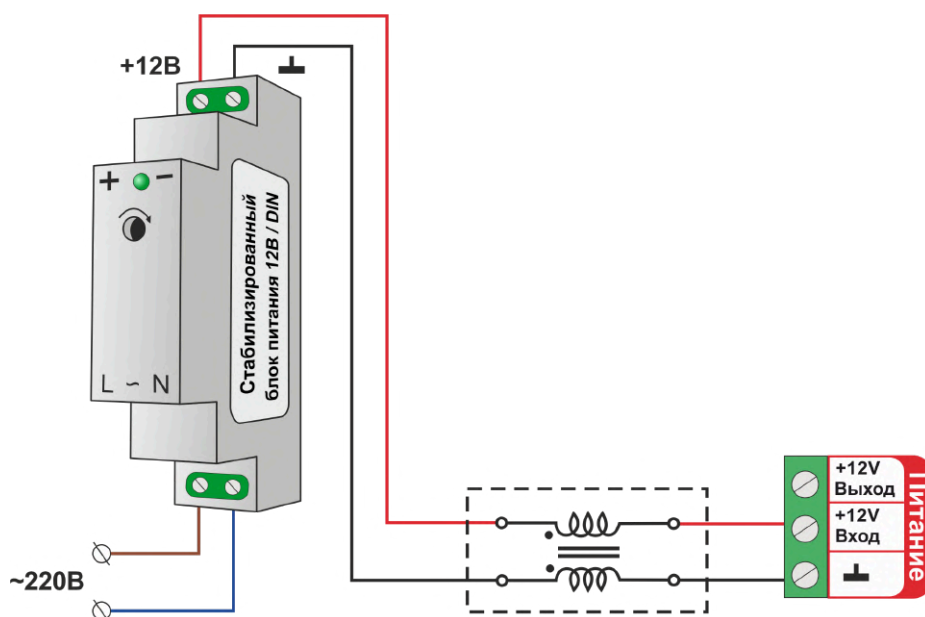 +12В
+ −
L ~ N
Стабилизированный
блок питания 12В / DIN
~220В
+12V
Выход
+12V
Вход
Питание